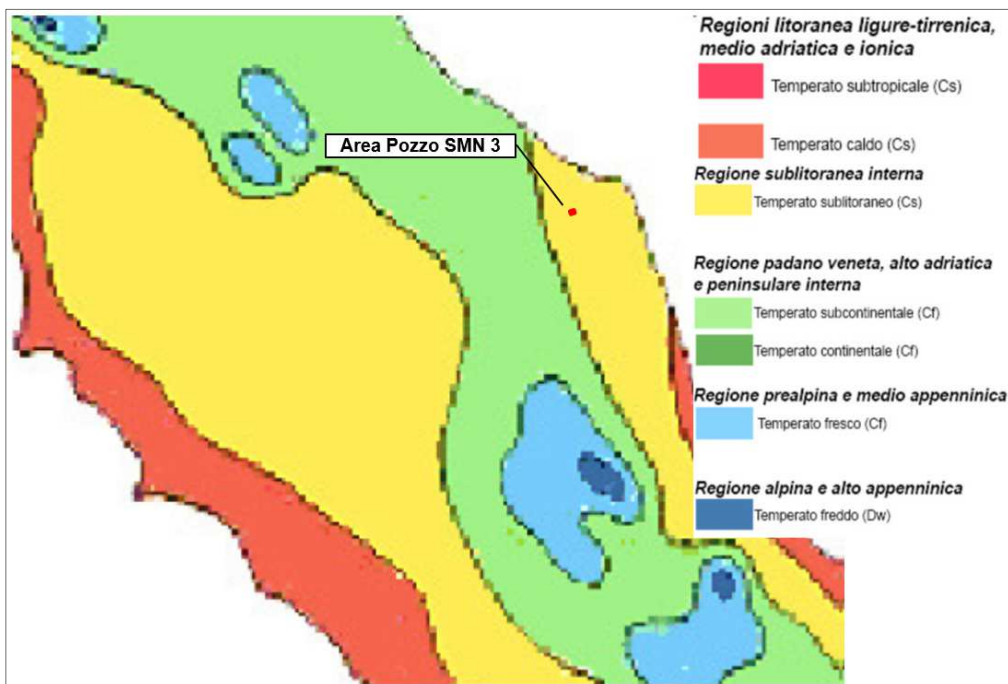 Regioni litoranea ligure-tirrenica,
medio adriatica e ionica
Temperato subtropicale (Cs)
Area Pozzo SMN 3
Temperato caldo (Cs)
Regione sublitoranea interna
Temperato sublitoraneo (Cs)
Regione padano veneta, alto adriatica
e peninsulare interna
Temperato subcontinentale (Cf)
Temperato continentale (Cf)
Regione prealpina e medio appenninica
Temperato fresco (Cf)
Regione alpina e alto appenninica
Temperato freddo (Dw)